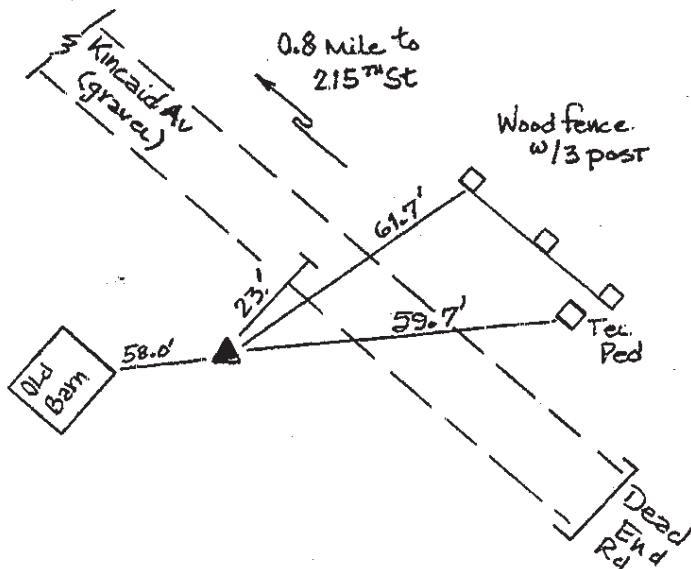 Kincaid Av
(gravel)
0.8 Mile to
215TH St
Wood fence
w/3 post
61.7'
23.'
59.7'
Tel.
Ped
58.0'
OLd
Barn
Dead
End
Rd